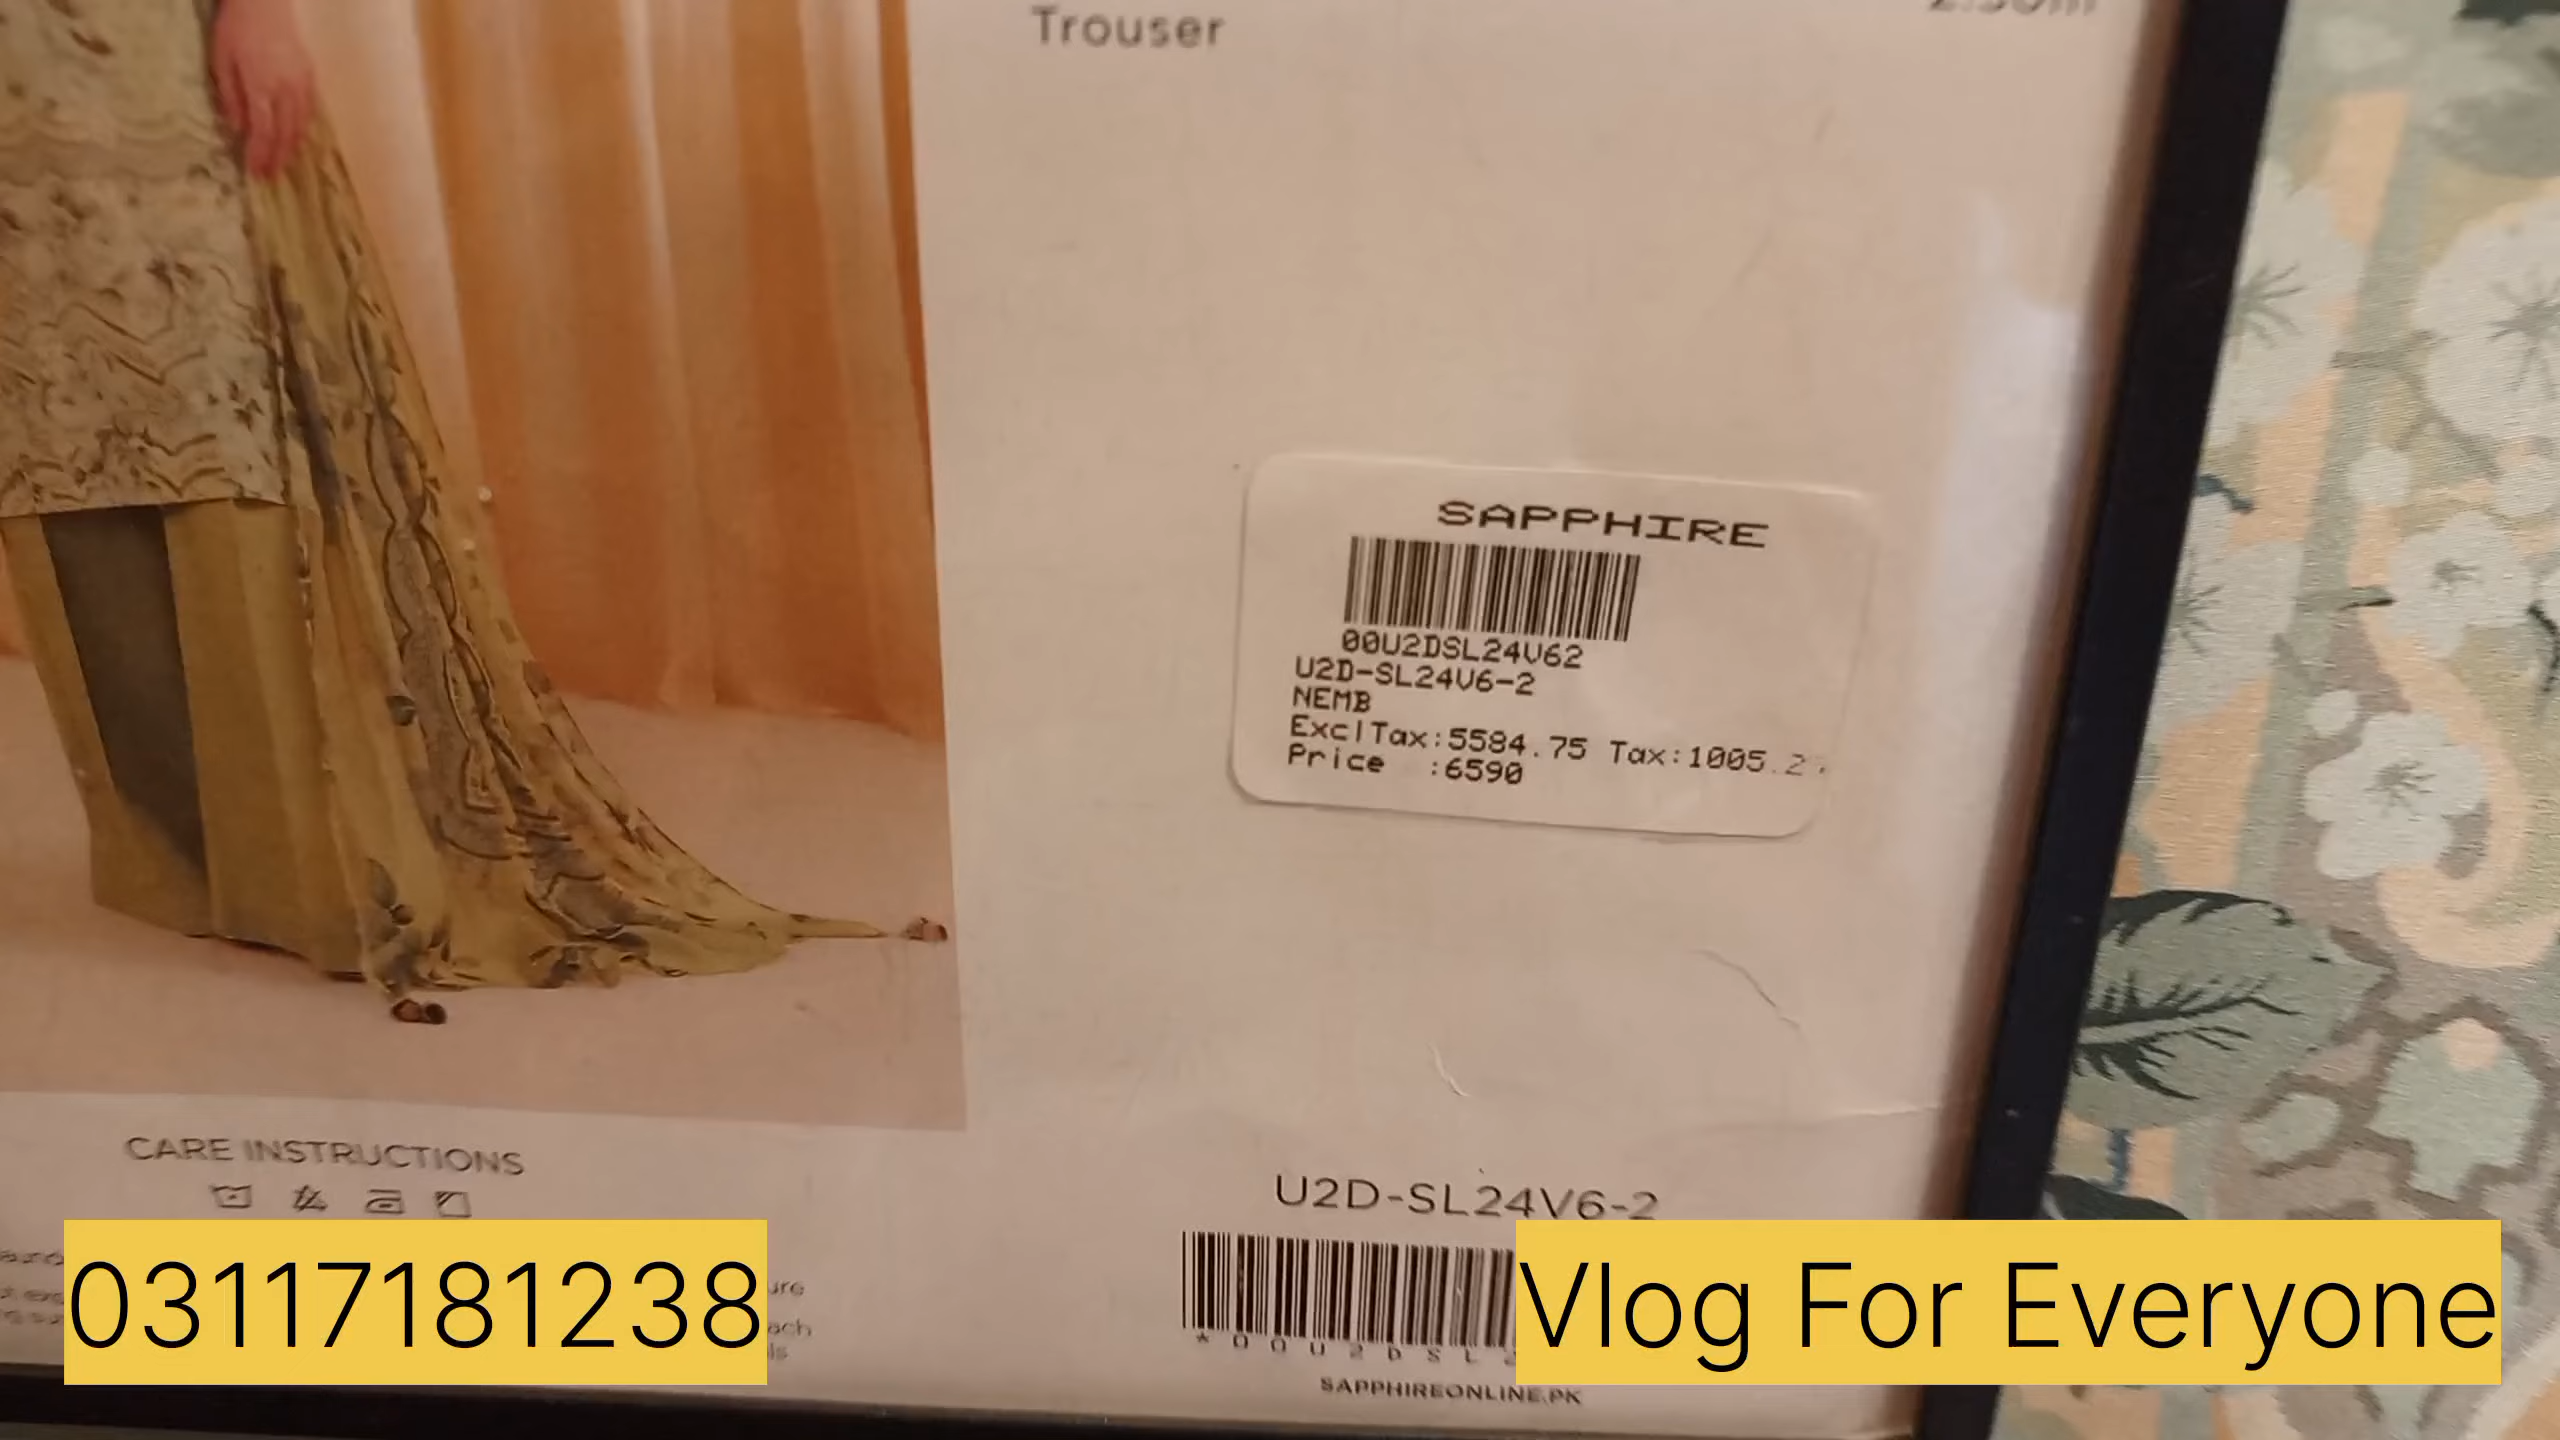 Trouser
SAPPHIRE
00U2DSL24V62
U2D-SL24V6-2
NEMB
ExclTax:5584.75 Tax:1005.2
Price :6590
CARE INSTRUCTIONS
U2D-SL24V6-2
03117181238
Vlog For Everyone
*00U2DSL
SAPPHIREONLINE.PK